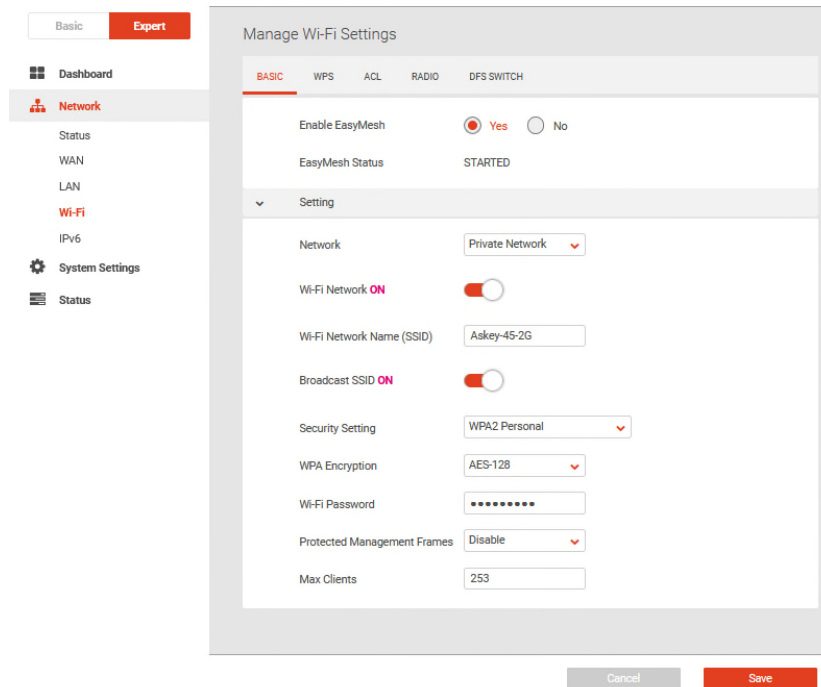 Basic
Expert
Dashboard
Network
Status
WAN
LAN
Wi-Fi
IPv6
System Settings
Status
Manage Wi-Fi Settings
BASIC WPS ACL RADIO DFS SWITCH
Enable EasyMesh Yes No
EasyMesh Status STARTED
Setting
Network Private Network
Wi-Fi Network ON
Wi-Fi Network Name (SSID) Askey-45-2G
Broadcast SSID ON
Security Setting WPA2 Personal
WPA Encryption AES-128
Wi-Fi Password •••••••••
Protected Management Frames Disable
Max Clients 253
Cancel
Save